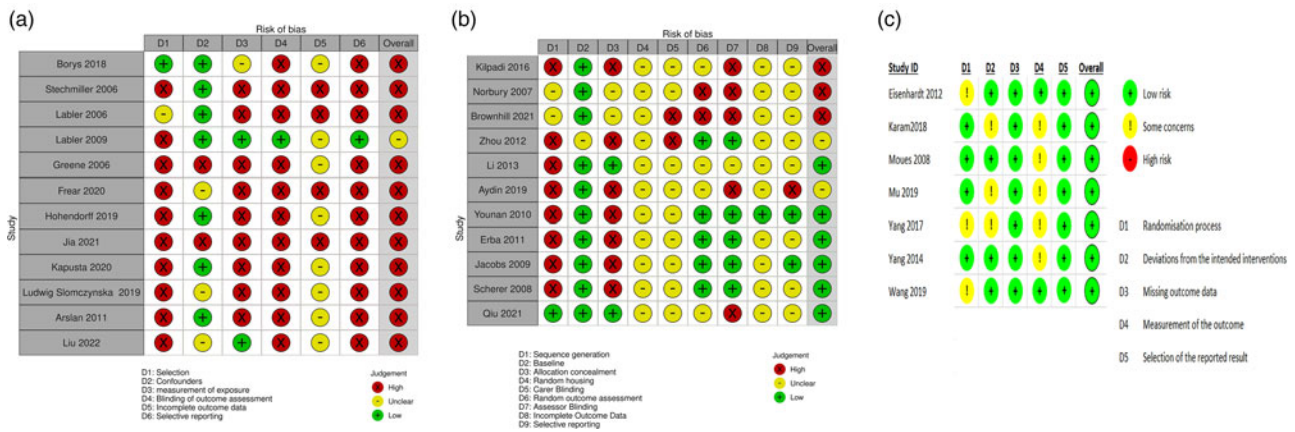 (a)
Risk of bias
D1 D2 D3 D4 D5 D6 Overall
Study
Borys 2018 + + - X - X X
Stechmiller 2006 X + X X X X X
Labler 2006 - + X X X X X
Labler 2009 X + + + - + -
Greene 2006 X X X X - X X
Frear 2020 X - X X X X X
Hohendorff 2019 X + X X - X X
Jia 2021 X X X X X X X
Kapusta 2020 X + X X - X X
Ludwig Slomczynska 2019 X - X X - X X
Arslan 2011 X + X X - X X
Liu 2022 X - + X - X X
D1: Selection
D2: Confounders
D3: measurement of exposure
D4: Blinding of outcome assessment
D5: Incomplete outcome data
D6: Selective reporting
Judgement
X High
- Unclear
+ Low
(b)
Risk of bias
D1 D2 D3 D4 D5 D6 D7 D8 D9 Overall
Study
Kilpadi 2016 X + X - - - X - - X
Norbury 2007 - + - - - X X - - X
Brownhill 2021 - + - - X X X - - X
Zhou 2012 X - X - X + + - - -
Li 2013 X + + - - - - - - +
Aydin 2019 X + X - - - X - X -
Younan 2010 X + X - - + + + + +
Erba 2011 X + X - - + + - - +
Jacobs 2009 X + X - - + + - + +
Scherer 2008 X + X - - + + - - +
Qiu 2021 + + + - - - X - - +
D1: Sequence generation
D2: Baseline
D3: Allocation concealment
D4: Random housing
D5: Carer Blinding
D6: Random outcome assessment
D7: Assessor Blinding
D8: Incomplete Outcome Data
D9: Selective reporting
Judgement
X High
- Unclear
+ Low
(c)
Study ID D1 D2 D3 D4 D5 Overall
Eisenhardt 2012 ! + + + + +
Karam2018 + ! + ! + +
Moues 2008 + + + ! + +
Mu 2019 + ! + ! + +
Yang 2017 ! ! + ! + +
Yang 2014 + + + ! + +
Wang 2019 ! + + + + +
+ Low risk
! Some concerns
- High risk
D1 Randomisation process
D2 Deviations from the intended interventions
D3 Missing outcome data
D4 Measurement of the outcome
D5 Selection of the reported result